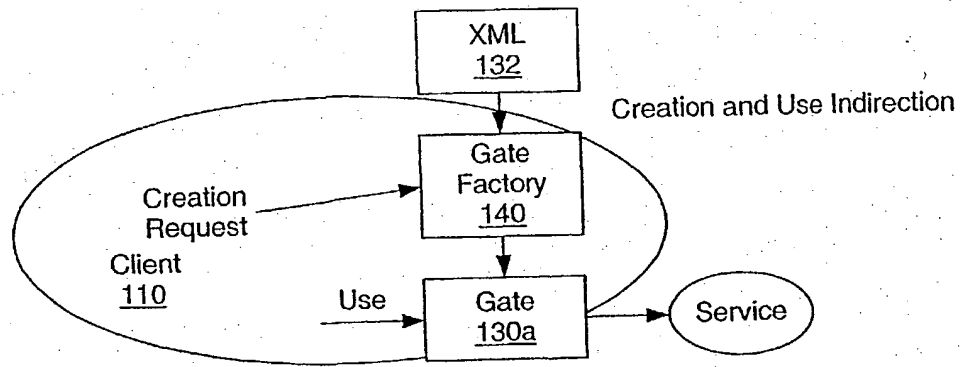 XML
132
Creation and Use Indirection
Gate
Factory
140
Creation
Request
Client
110
Use
Gate
130a
Service